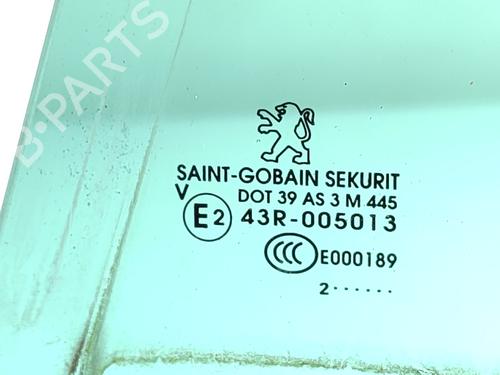 B-PARTS
SAINT-GOBAIN SEKURIT
V DOT 39 AS 3 M 445
E2 43R-005013
CCC E000189
2······